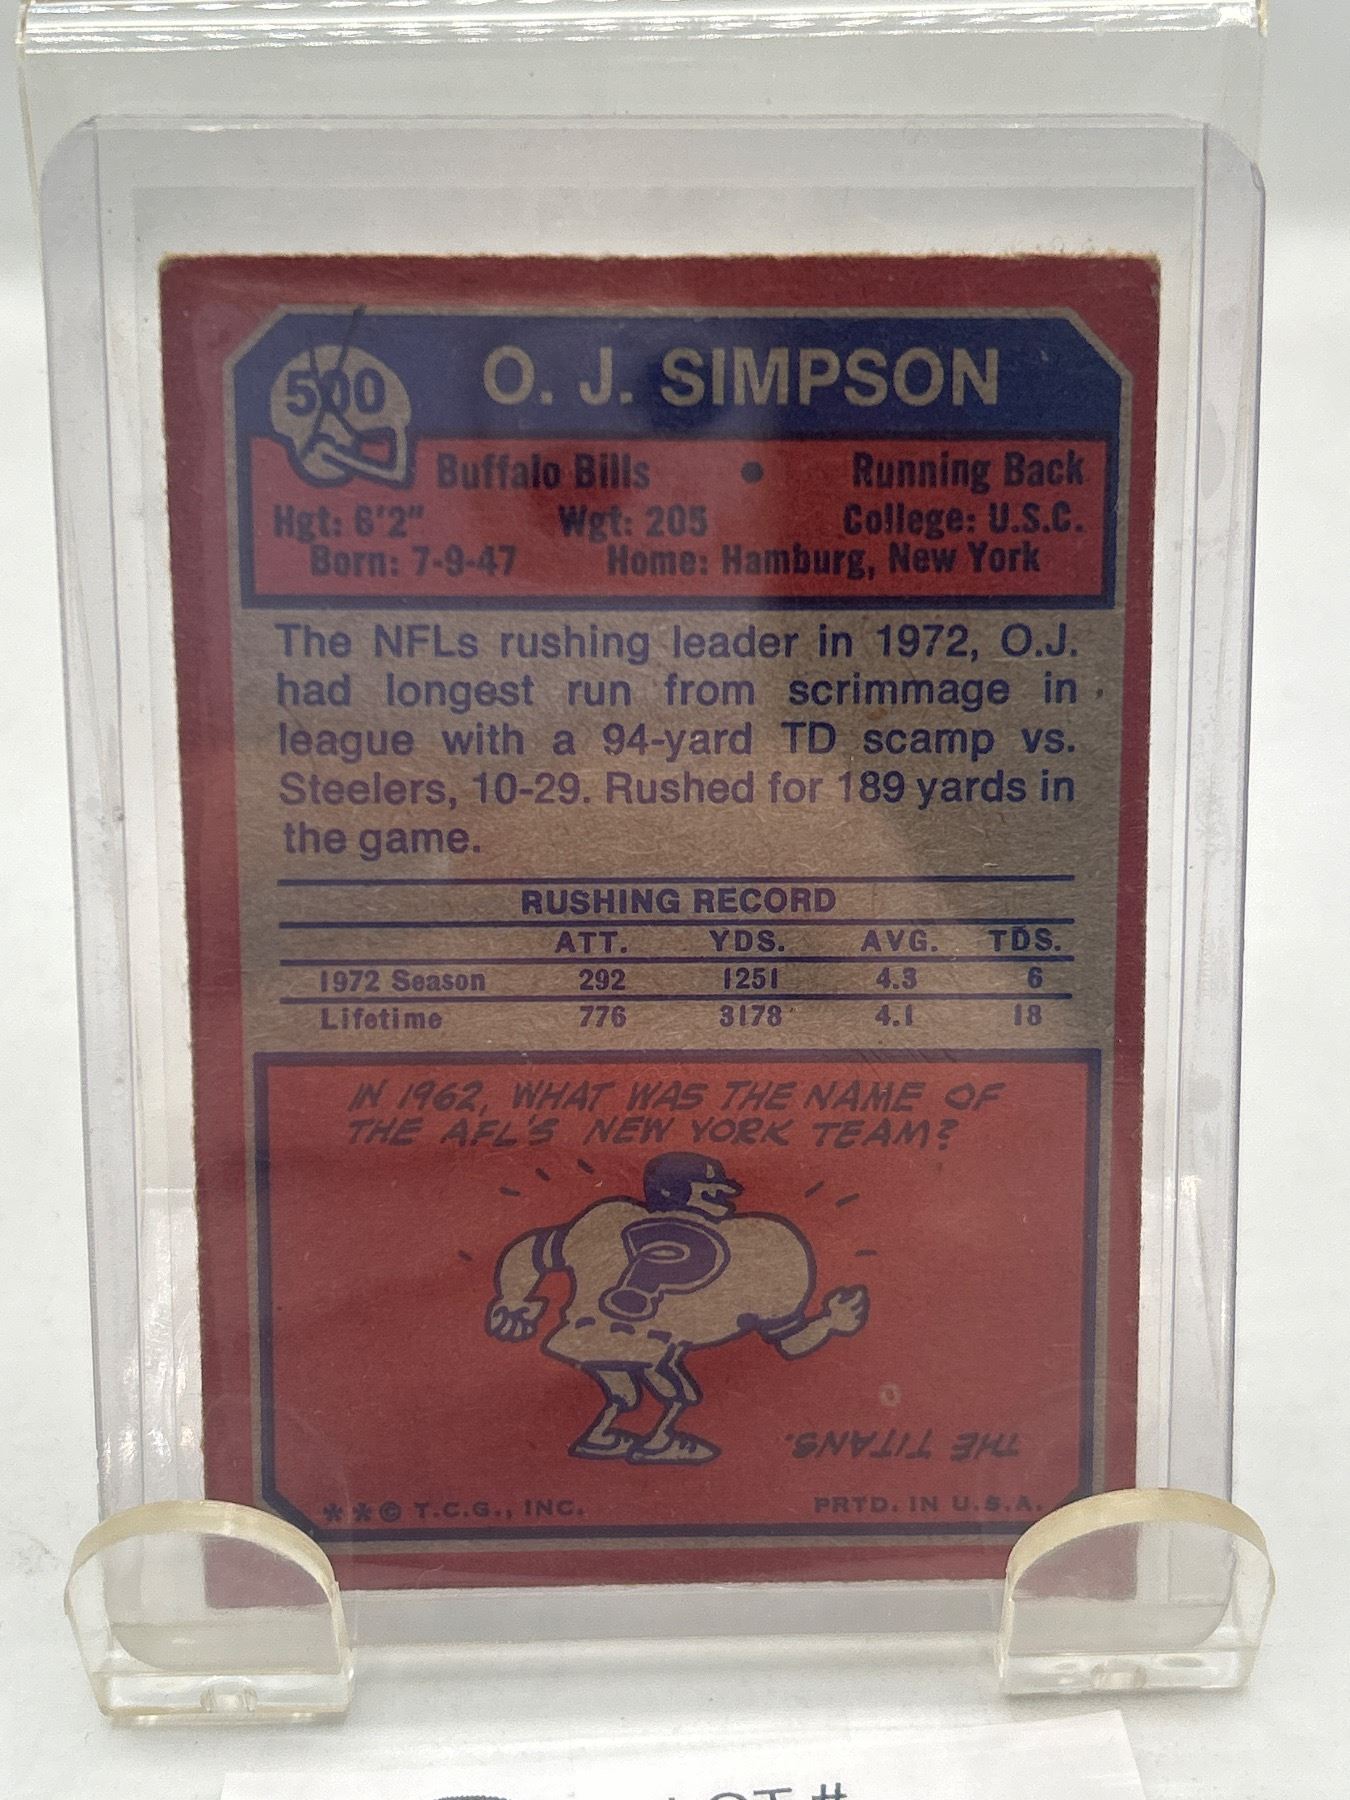 500
O. J. SIMPSON
Buffalo Bills • Running Back
Hgt: 6'2" Wgt: 205 College: U.S.C.
Born: 7-9-47 Home: Hamburg, New York
The NFLs rushing leader in 1972, O.J.
had longest run from scrimmage in
league with a 94-yard TD scamp vs.
Steelers, 10-29. Rushed for 189 yards in
the game.
RUSHING RECORD
ATT. YDS. AVG. TDS.
1972 Season 292 1251 4.3 6
Lifetime 776 3178 4.1 18
IN 1962, WHAT WAS THE NAME OF
THE AFL'S NEW YORK TEAM?
?
THE TITANS.
**© T.C.G., INC. PRTD. IN U.S.A.
LOT #